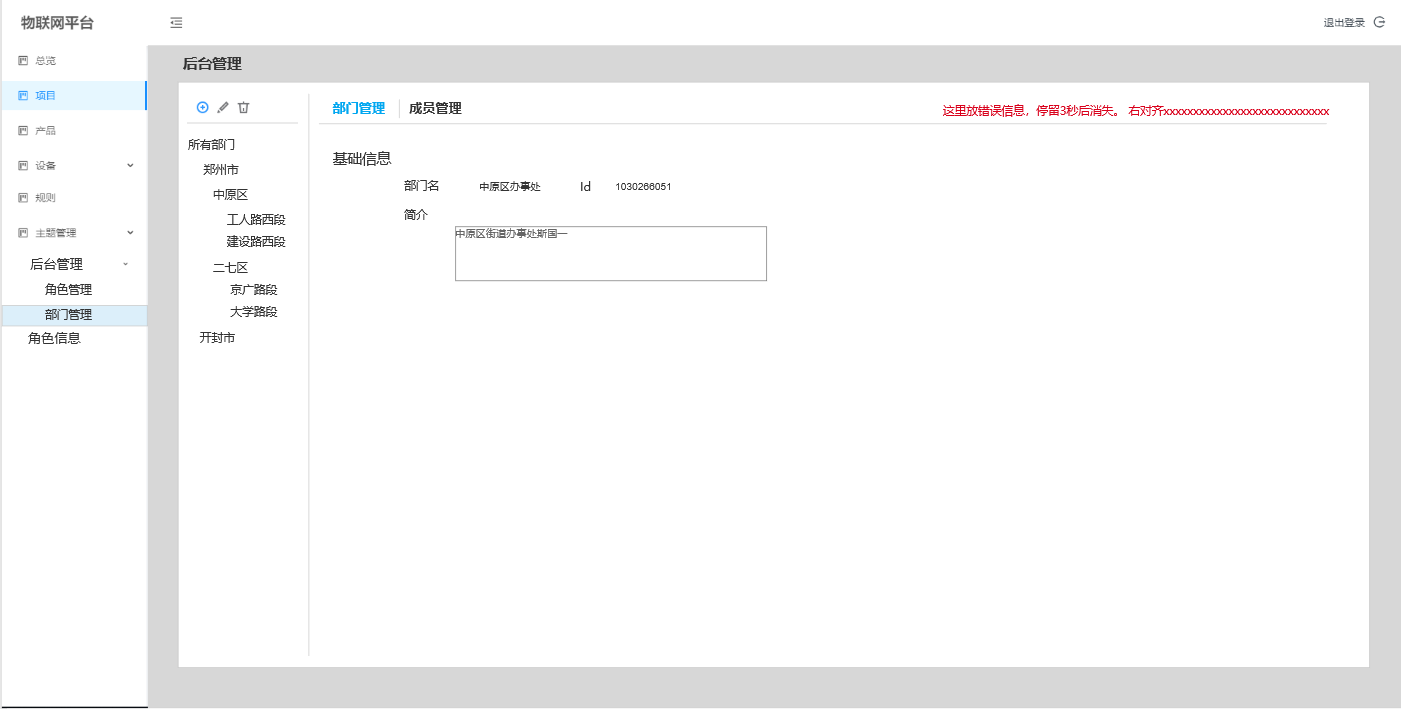 物联网平台
退出登录
总览
项目
产品
设备
规则
主题管理
后台管理
角色管理
部门管理
角色信息
后台管理
所有部门
郑州市
中原区
工人路西段
建设路西段
二七区
京广路段
大学路段
开封市
部门管理 成员管理
这里放错误信息，停留3秒后消失。 右对齐xxxxxxxxxxxxxxxxxxxxxxxxxxxx
基础信息
部门名 中原区办事处 Id 1030266051
简介
中原区街道办事处斯国一